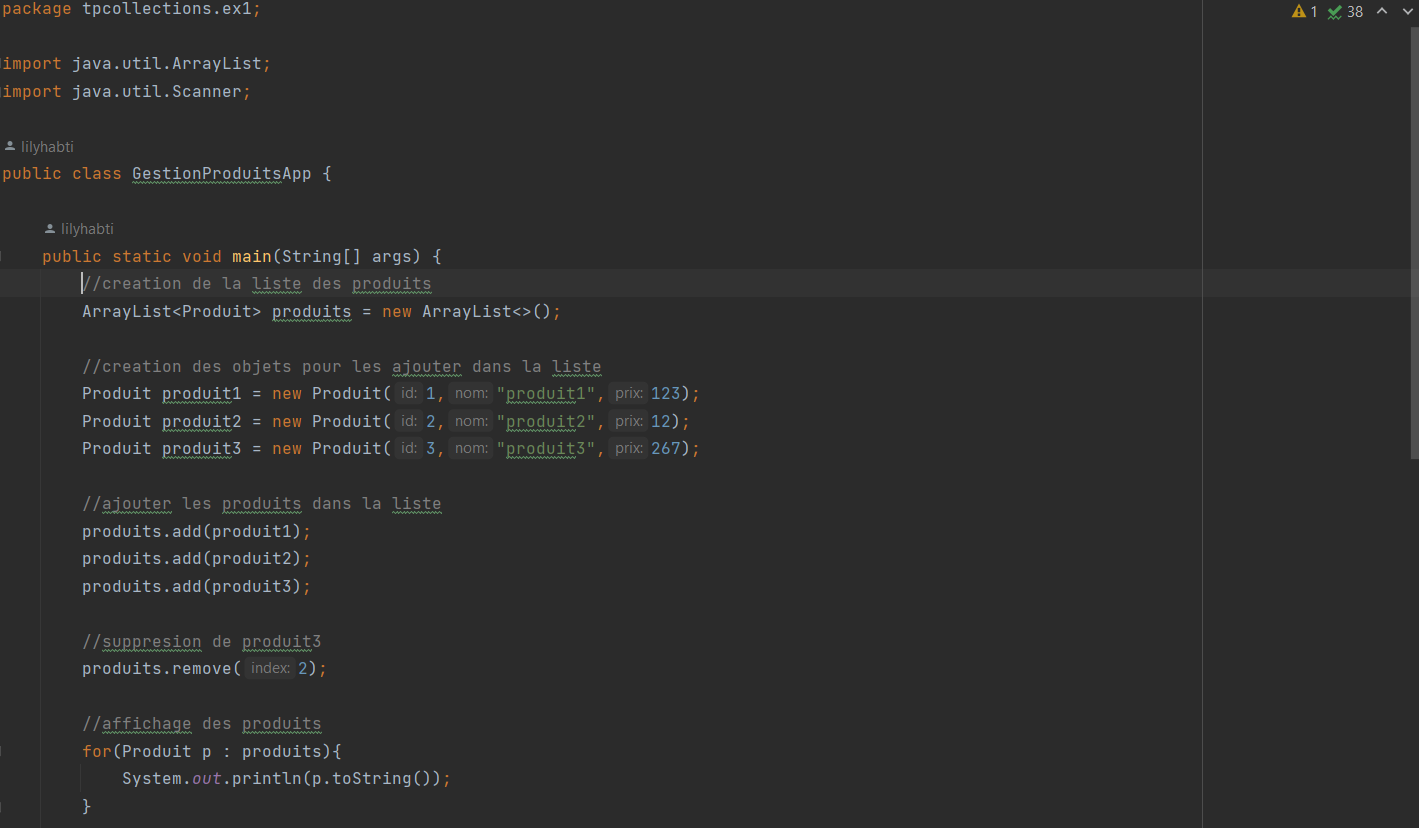 package tpcollections.ex1;
1 38
import java.util.ArrayList;
import java.util.Scanner;
lilyhabti
public class GestionProduitsApp {
lilyhabti
public static void main(String[] args) {
//creation de la liste des produits
ArrayList<Produit> produits = new ArrayList<>();
//creation des objets pour les ajouter dans la liste
Produit produit1 = new Produit( id: 1, nom: "produit1", prix: 123);
Produit produit2 = new Produit( id: 2, nom: "produit2", prix: 12);
Produit produit3 = new Produit( id: 3, nom: "produit3", prix: 267);
//ajouter les produits dans la liste
produits.add(produit1);
produits.add(produit2);
produits.add(produit3);
//suppresion de produit3
produits.remove( index: 2);
//affichage des produits
for(Produit p : produits){
System.out.println(p.toString());
}